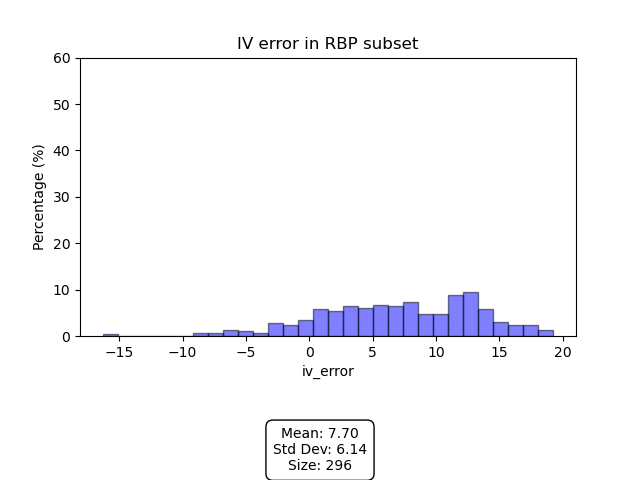 IV error in RBP subset
60
50
40
30
20
10
0
Percentage (%)
−15
−10
−5
0
5
10
15
20
iv_error
Mean: 7.70
Std Dev: 6.14
Size: 296